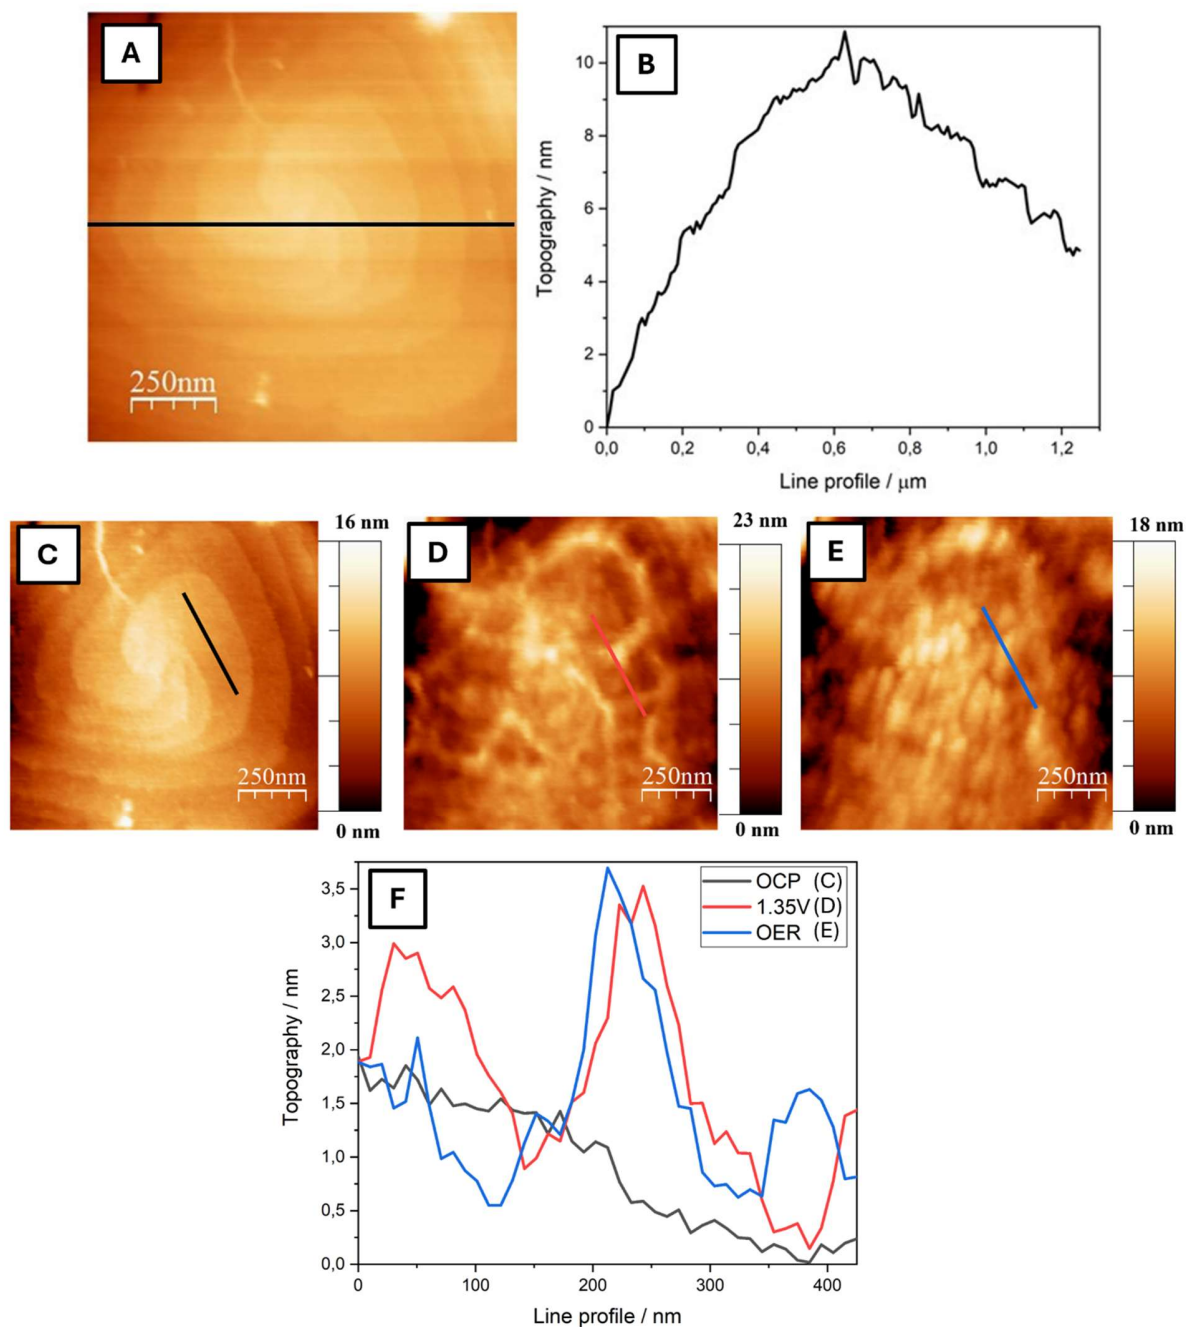 A
250nm
B
Topography / nm
10
8
6
4
2
0
0,0 0,2 0,4 0,6 0,8 1,0 1,2
Line profile / μm
C
250nm
16 nm
0 nm
D
250nm
23 nm
0 nm
E
250nm
18 nm
0 nm
F
OCP (C)
1.35V (D)
OER (E)
Topography / nm
3,5
3,0
2,5
2,0
1,5
1,0
0,5
0,0
0 100 200 300 400
Line profile / nm